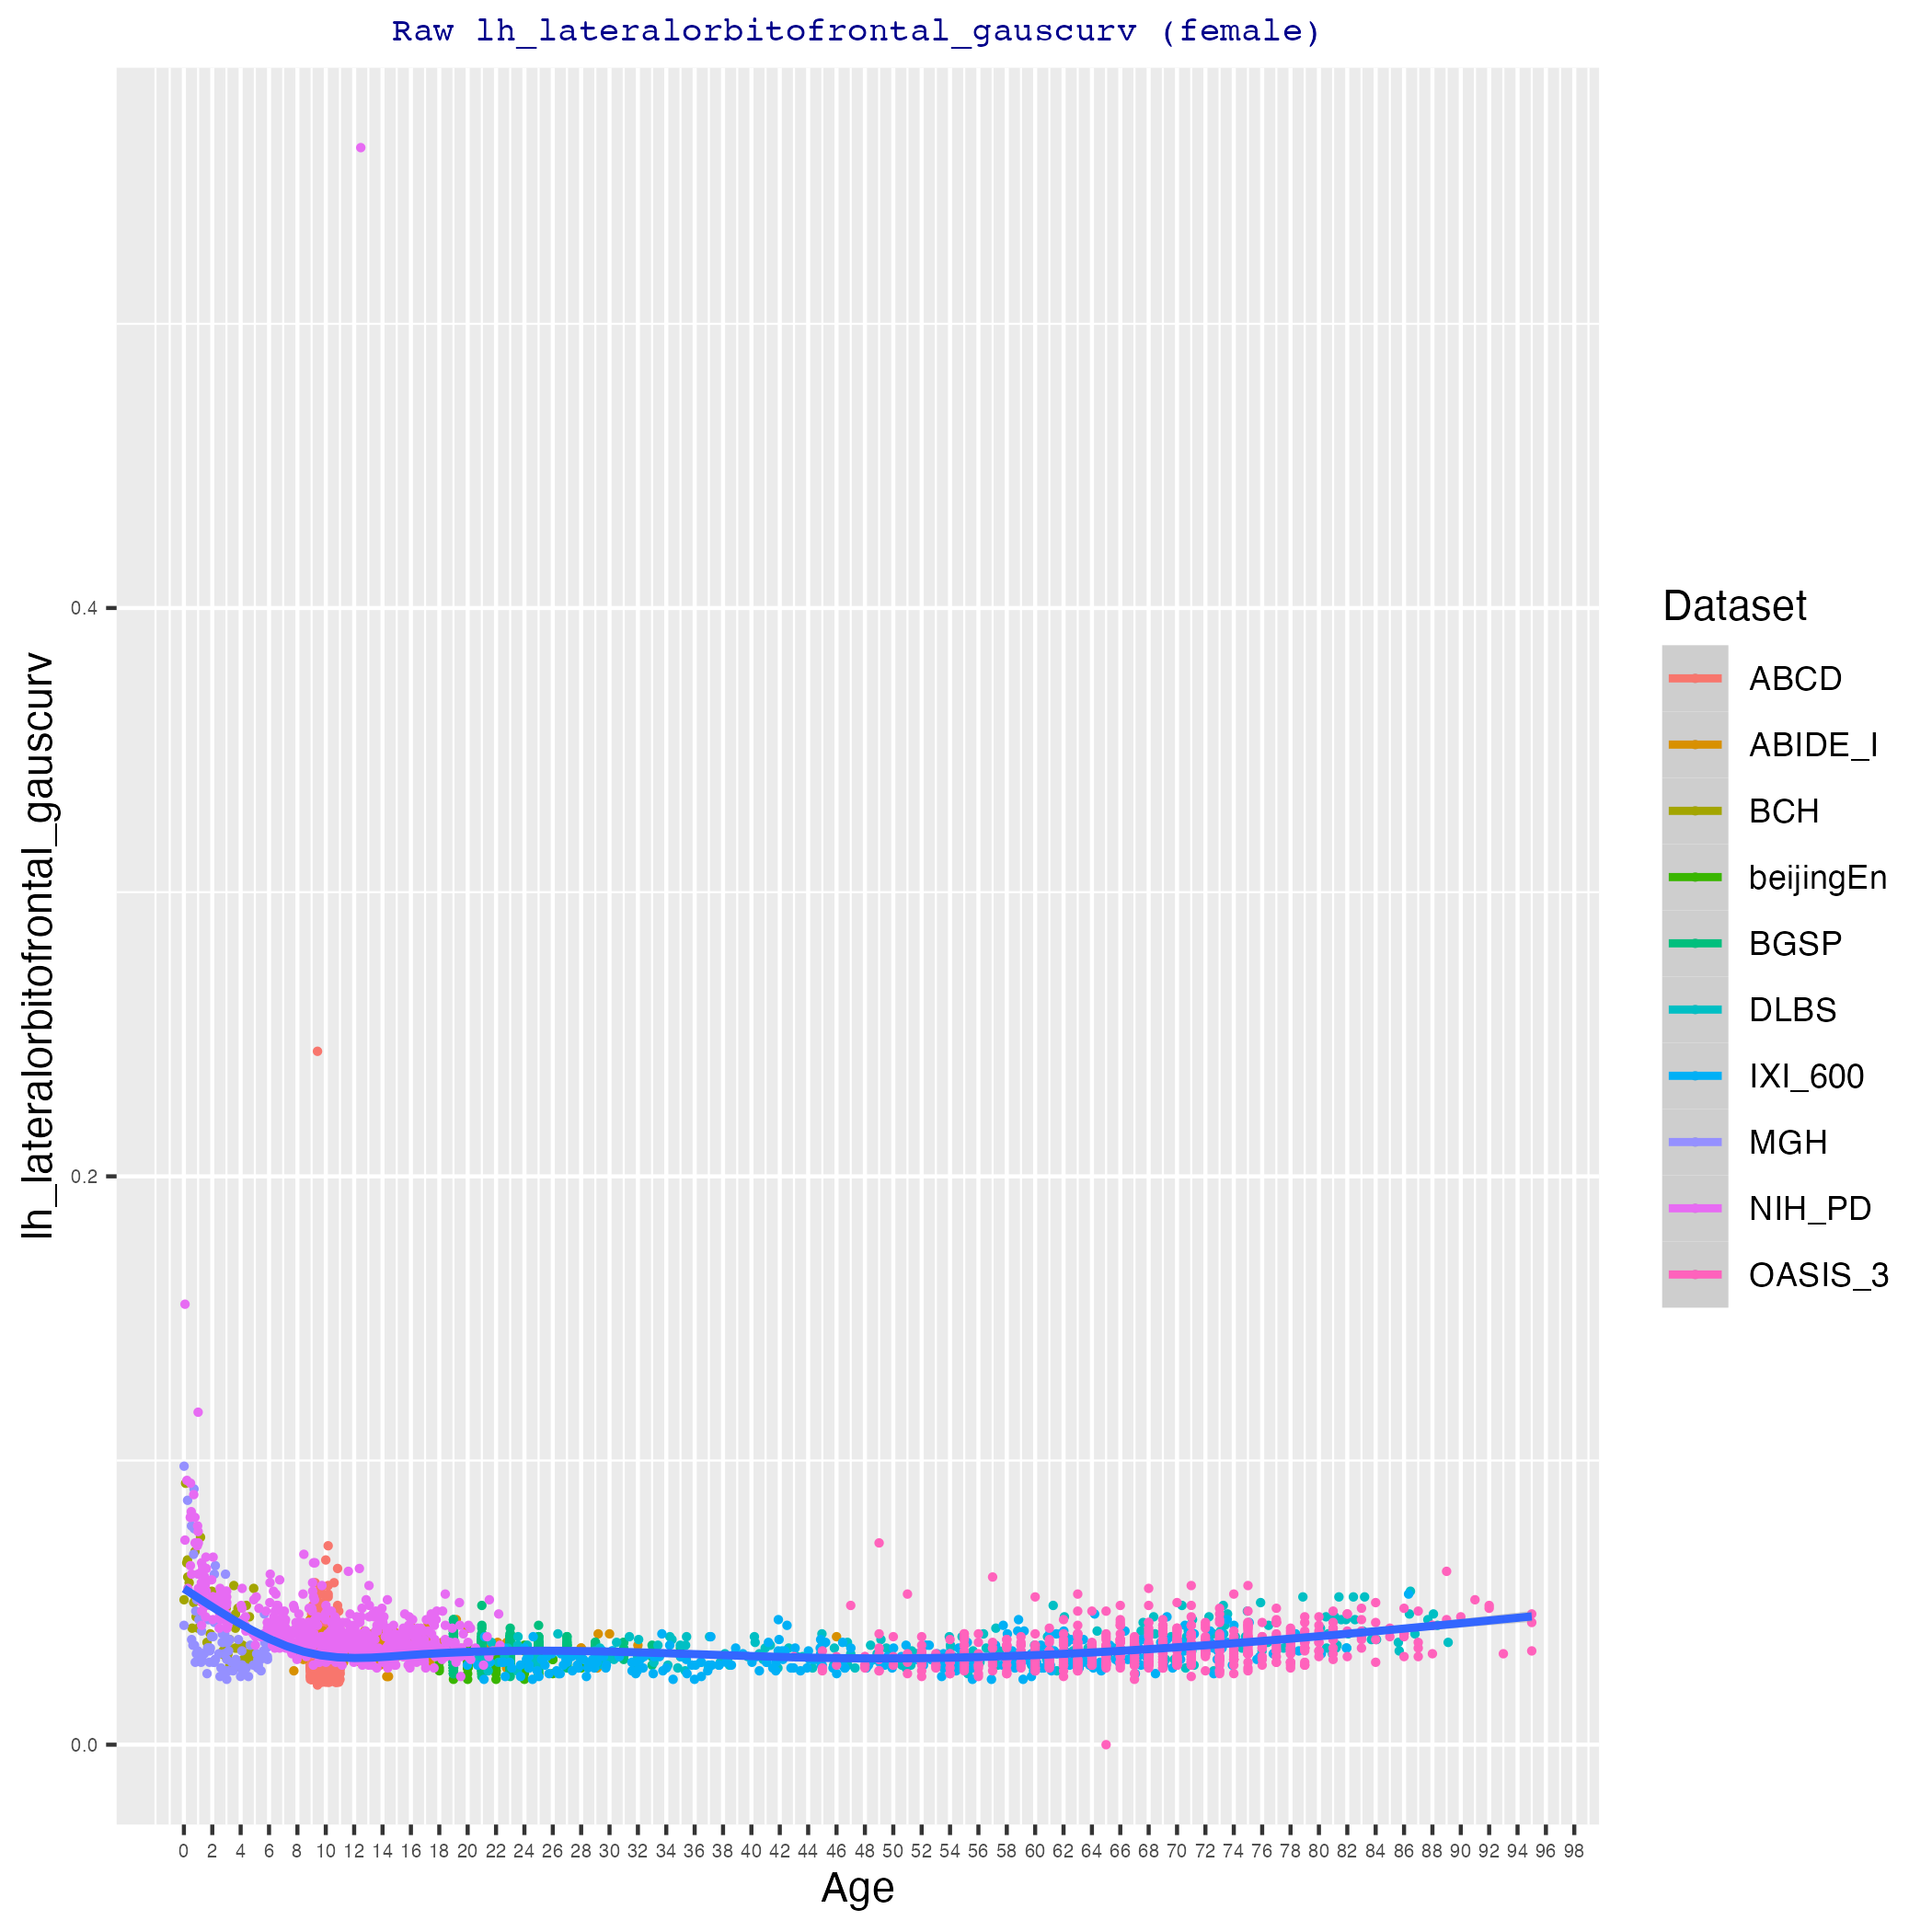 Raw lh_lateralorbitofrontal_gauscurv (female)
lh_lateralorbitofrontal_gauscurv
0.4
0.2
0.0
0 2 4 6 8 10 12 14 16 18 20 22 24 26 28 30 32 34 36 38 40 42 44 46 48 50 52 54 56 58 60 62 64 66 68 70 72 74 76 78 80 82 84 86 88 90 92 94 96 98
Age
Dataset
ABCD
ABIDE_I
BCH
beijingEn
BGSP
DLBS
IXI_600
MGH
NIH_PD
OASIS_3